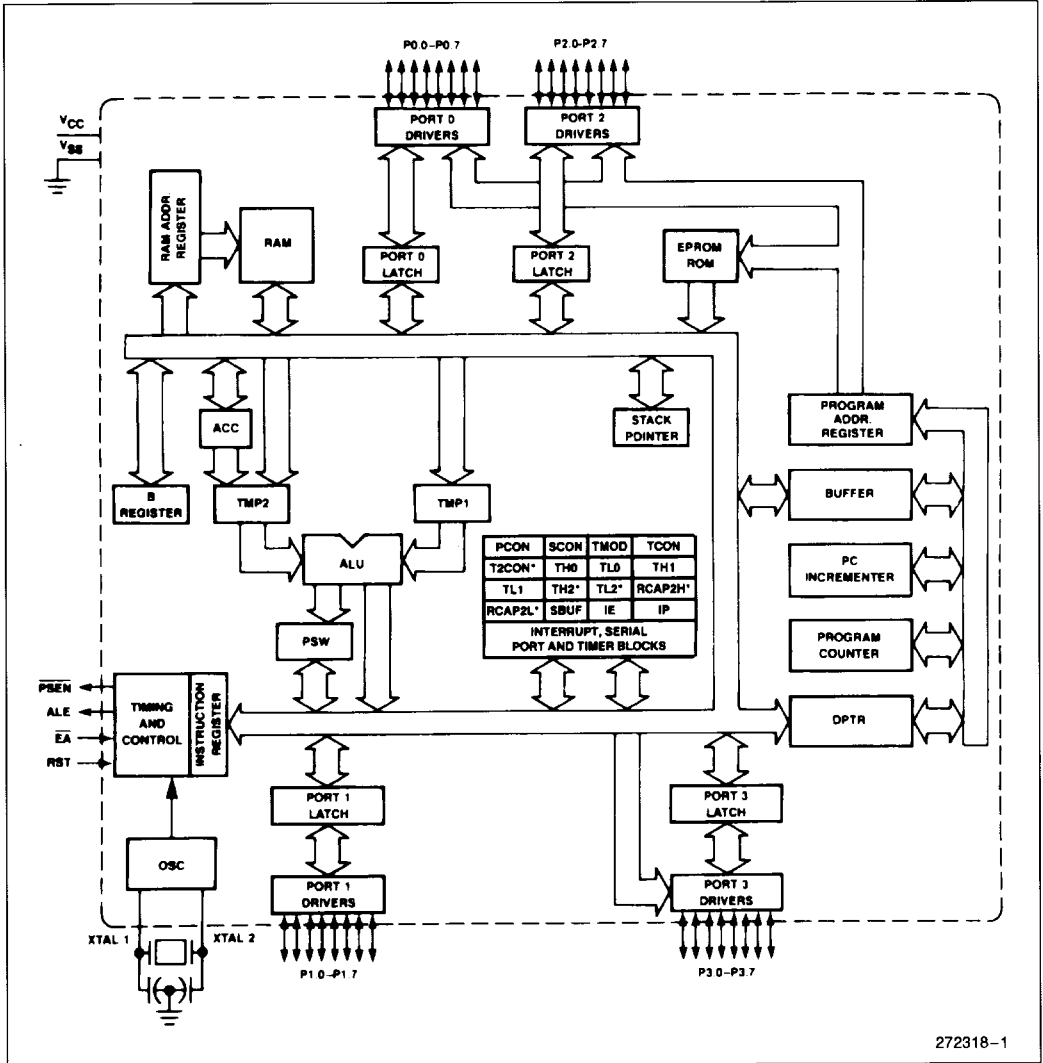 P0.0–P0.7
P2.0–P2.7
VCC
VSS
PORT 0
DRIVERS
PORT 2
DRIVERS
RAM ADDR
REGISTER
RAM
PORT 0
LATCH
PORT 2
LATCH
EPROM
ROM
ACC
STACK
POINTER
PROGRAM
ADDR.
REGISTER
B
REGISTER
TMP2
TMP1
BUFFER
ALU
PCON SCON TMOD TCON
T2CON* TH0 TL0 TH1
TL1 TH2* TL2* RCAP2H*
RCAP2L* SBUF IE IP
INTERRUPT, SERIAL
PORT AND TIMER BLOCKS
PC
INCREMENTER
PSW
PROGRAM
COUNTER
PSEN
ALE
EA
RST
TIMING
AND
CONTROL
INSTRUCTION
REGISTER
DPTR
PORT 1
LATCH
PORT 3
LATCH
OSC
PORT 1
DRIVERS
PORT 3
DRIVERS
XTAL 1
XTAL 2
P1.0–P1.7
P3.0–P3.7
272318–1